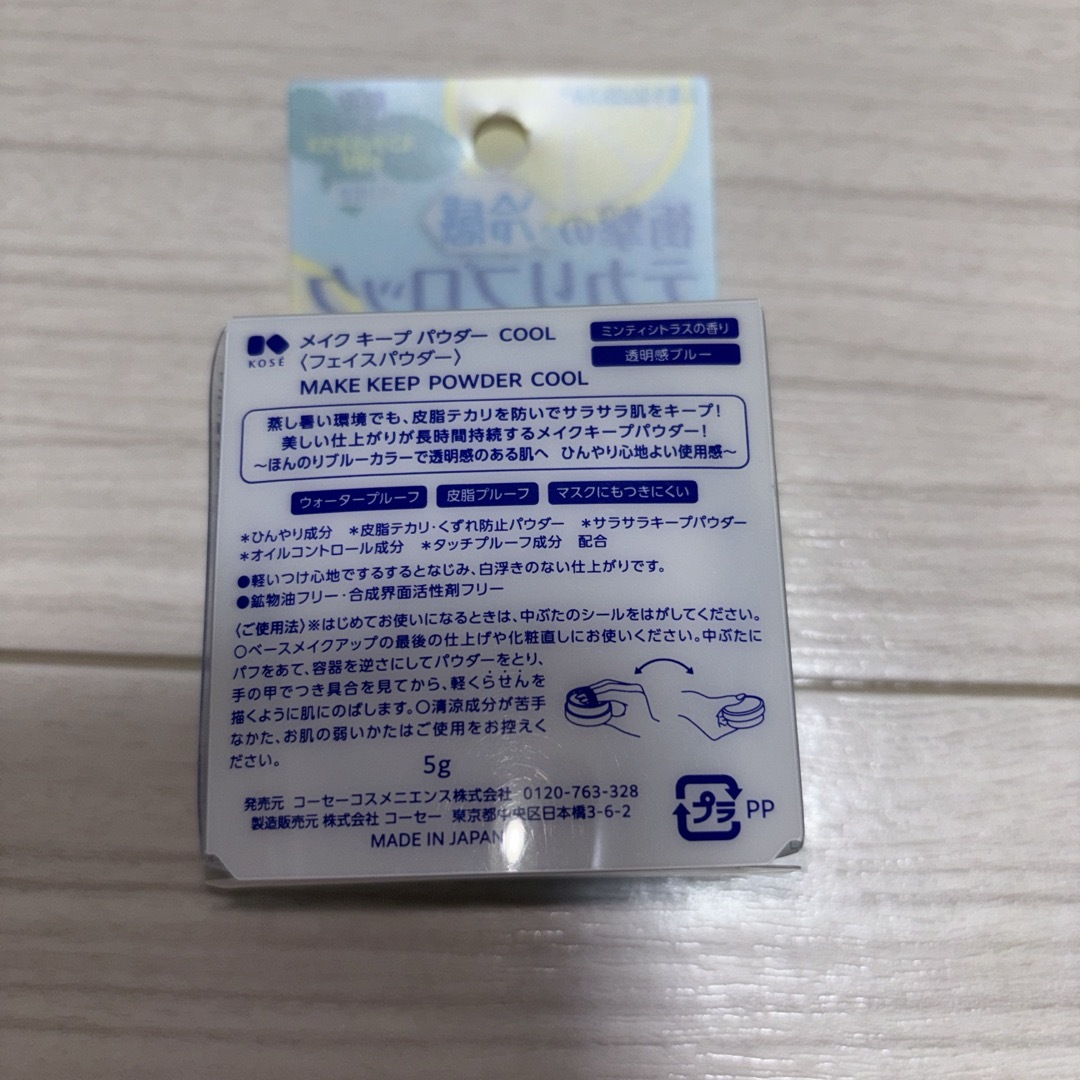 衝撃の冷感
テカリブロック
KOSÉ
メイク キープ パウダー COOL
〈フェイスパウダー〉
MAKE KEEP POWDER COOL
ミンティシトラスの香り
透明感ブルー
蒸し暑い環境でも、皮脂テカリを防いでサラサラ肌をキープ!
美しい仕上がりが長時間持続するメイクキープパウダー!
~ほんのりブルーカラーで透明感のある肌へ ひんやり心地よい使用感~
ウォータープルーフ 皮脂プルーフ マスクにもつきにくい
*ひんやり成分 *皮脂テカリ・くずれ防止パウダー *サラサラキープパウダー
*オイルコントロール成分 *タッチプルーフ成分 配合
●軽いつけ心地でするするとなじみ、白浮きのない仕上がりです。
●鉱物油フリー・合成界面活性剤フリー
〈ご使用法〉※はじめてお使いになるときは、中ぶたのシールをはがしてください。
○ベースメイクアップの最後の仕上げや化粧直しにお使いください。中ぶたに
パフをあて、容器を逆さにしてパウダーをとり、
手の甲でつき具合を見てから、軽くらせんを
描くように肌にのばします。○清涼成分が苦手
なかた、お肌の弱いかたはご使用をお控えく
ださい。
5g
発売元 コーセーコスメニエンス株式会社 0120-763-328
製造販売元 株式会社 コーセー 東京都中央区日本橋3-6-2
MADE IN JAPAN
プラ PP